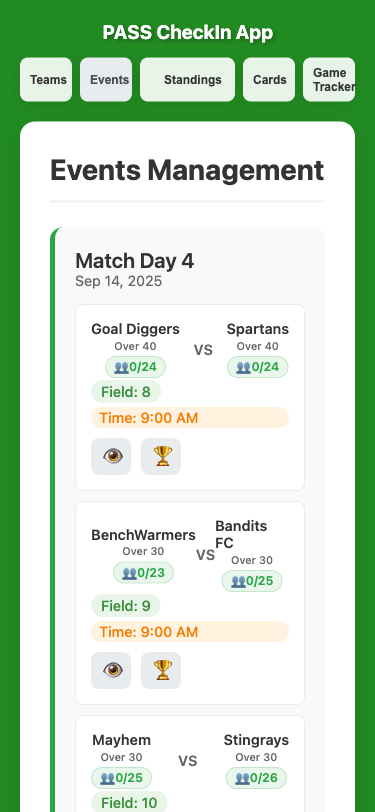 PASS CheckIn App
Teams Events Standings Cards Game Tracker
Events Management
Match Day 4
Sep 14, 2025
Goal Diggers VS Spartans
Over 40 Over 40
0/24 0/24
Field: 8
Time: 9:00 AM
BenchWarmers VS Bandits FC
Over 30 Over 30
0/23 0/25
Field: 9
Time: 9:00 AM
Mayhem VS Stingrays
Over 30 Over 30
0/25 0/26
Field: 10